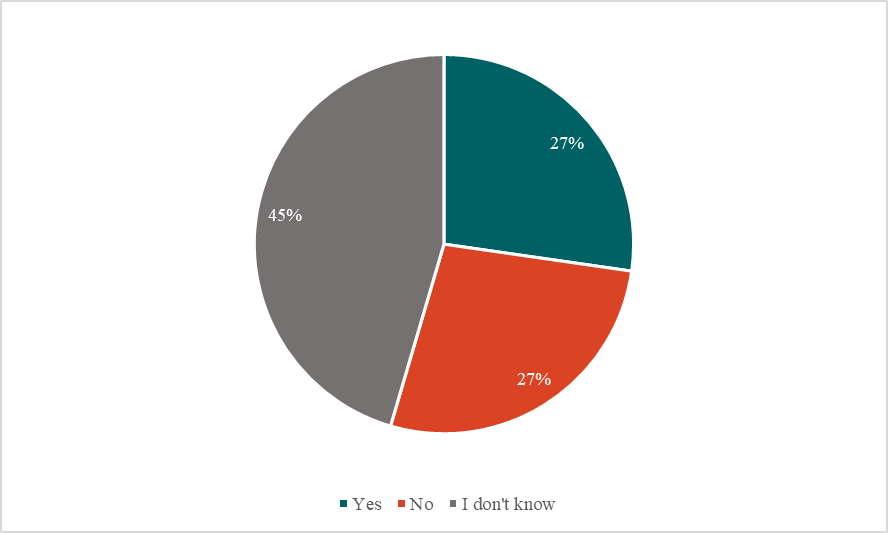 27%
45%
27%
Yes No I don't know